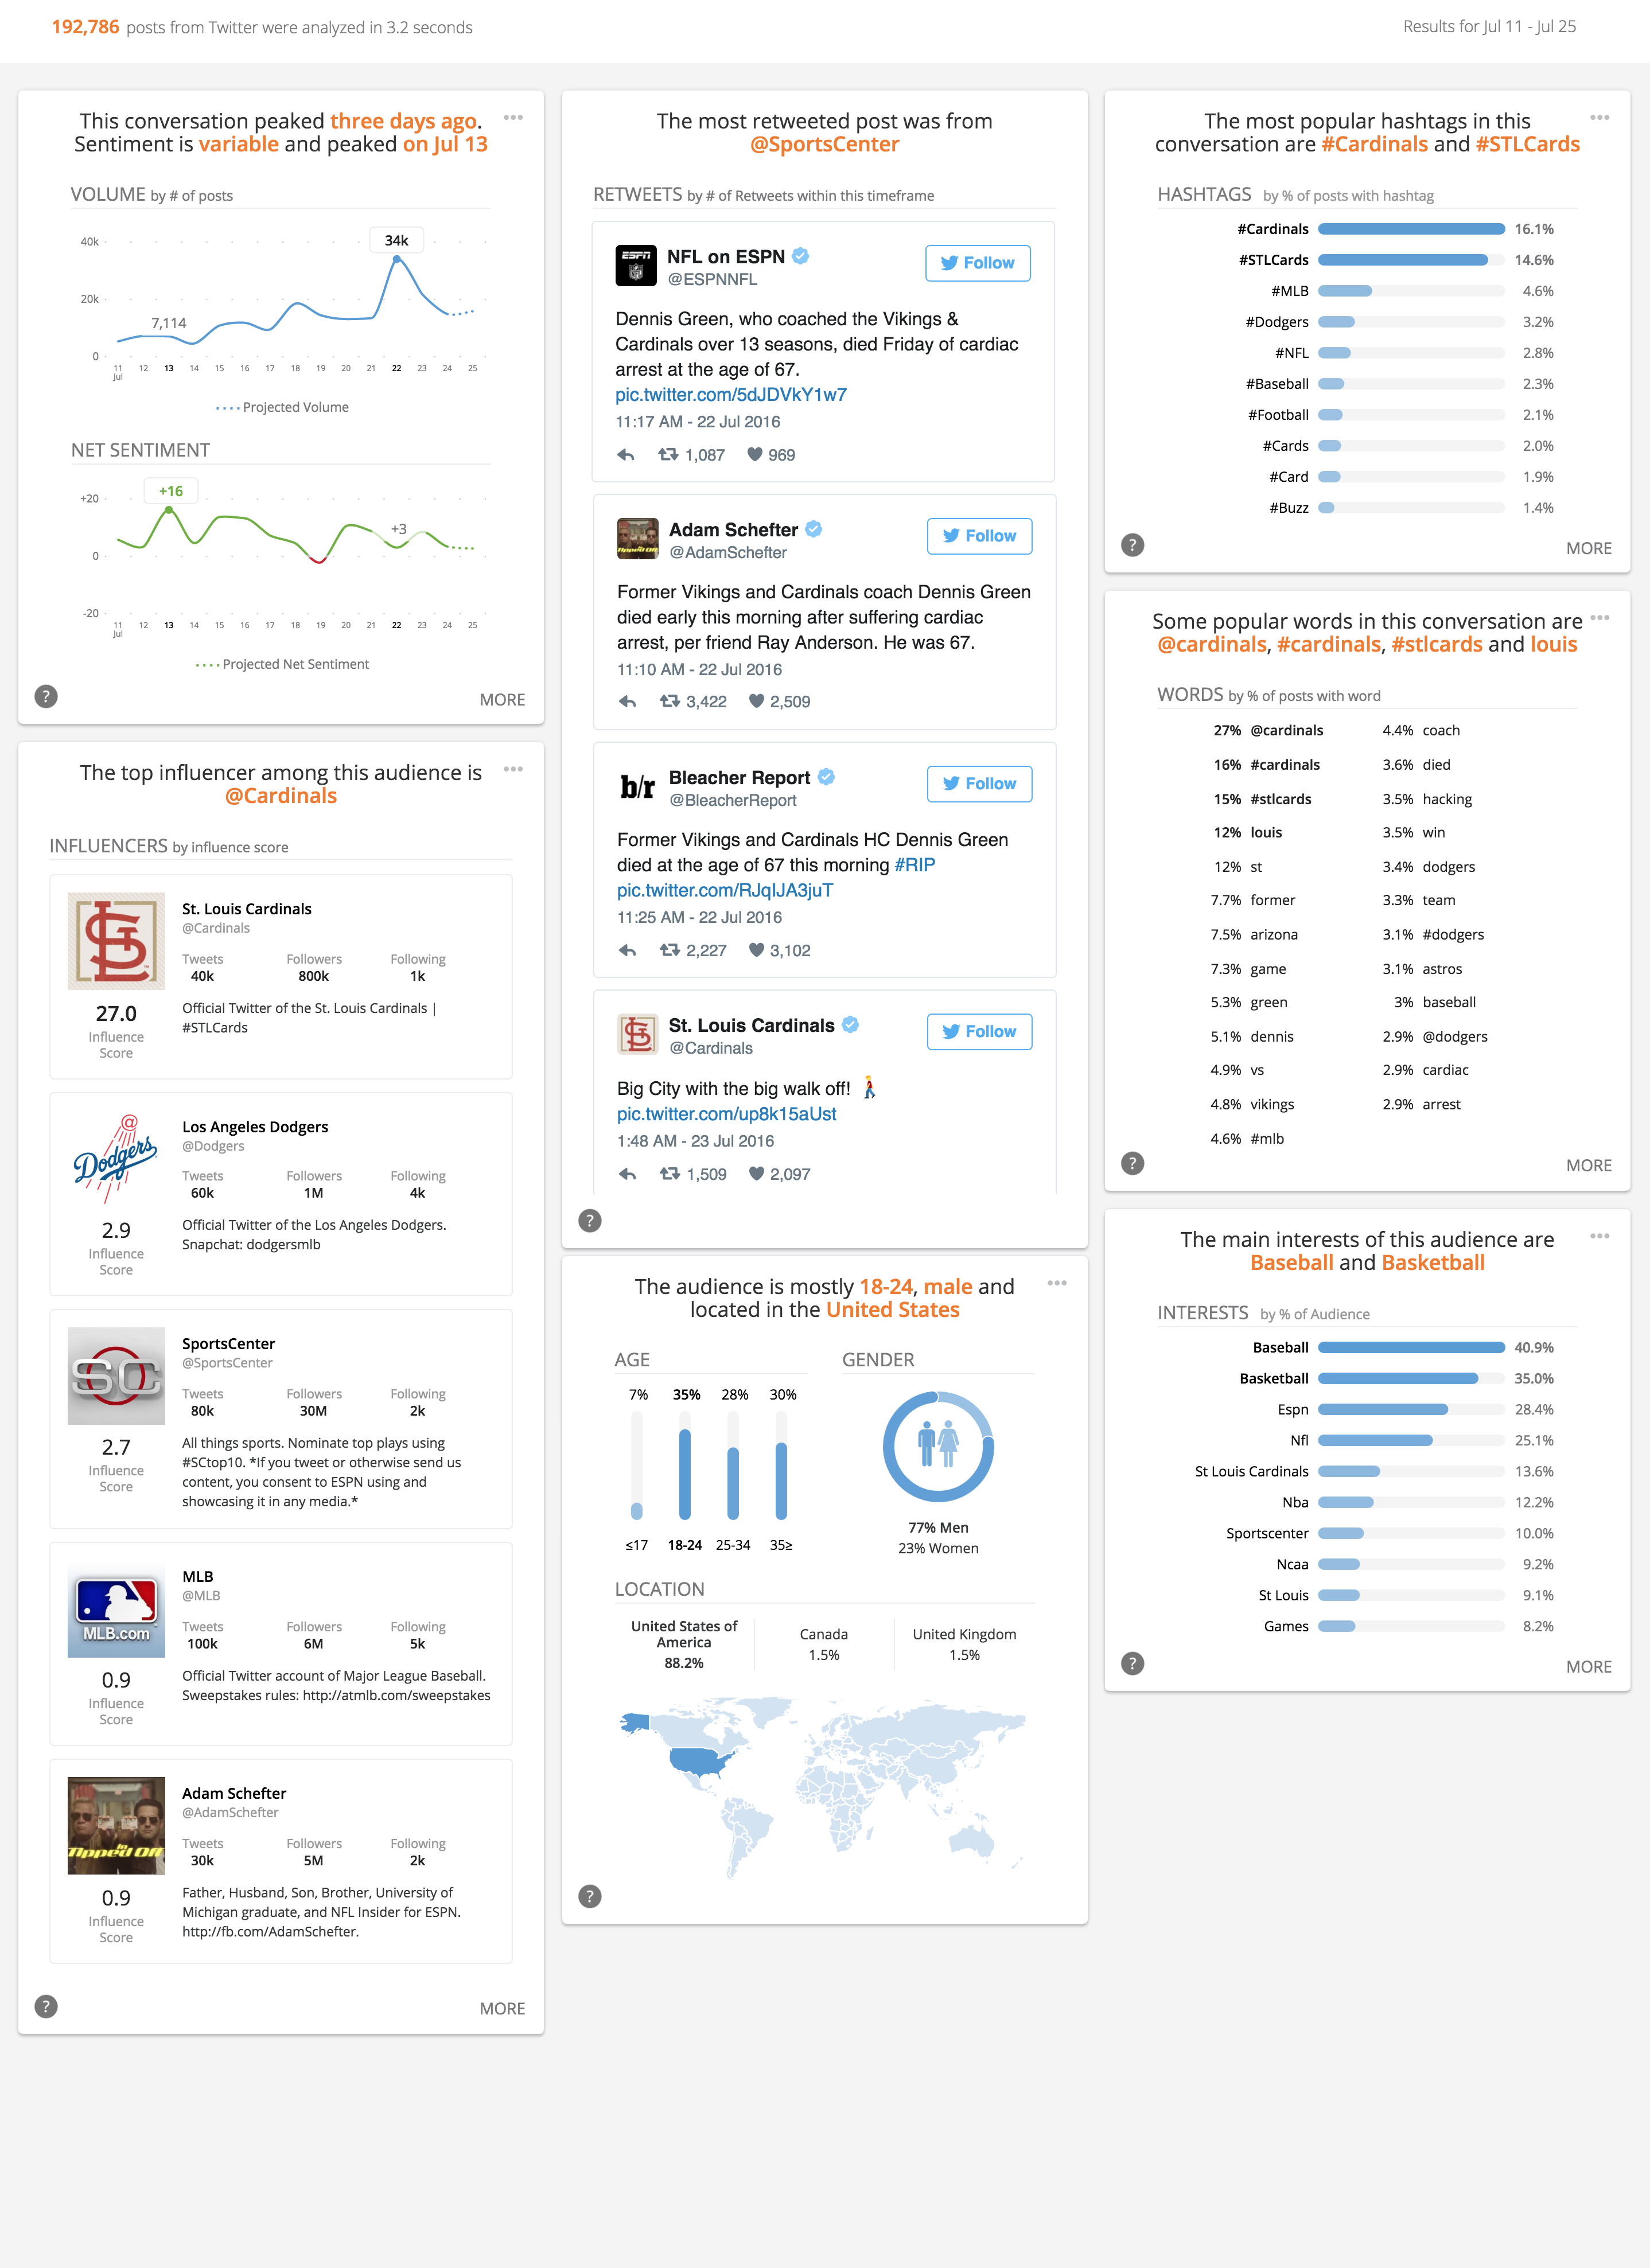 192,786 posts from Twitter were analyzed in 3.2 seconds
Results for Jul 11 - Jul 25
This conversation peaked three days ago.
Sentiment is variable and peaked on Jul 13
VOLUME by # of posts
40k
34k
20k
7,114
0
11 12 13 14 15 16 17 18 19 20 21 22 23 24 25
Jul
Projected Volume
NET SENTIMENT
+20
+16
+3
0
-20
11 12 13 14 15 16 17 18 19 20 21 22 23 24 25
Jul
Projected Net Sentiment
?
MORE
The top influencer among this audience is
@Cardinals
INFLUENCERS by influence score
St. Louis Cardinals
@Cardinals
Tweets Followers Following
40k 800k 1k
27.0
Influence
Score
Official Twitter of the St. Louis Cardinals |
#STLCards
@
Dodgers
Los Angeles Dodgers
@Dodgers
Tweets Followers Following
60k 1M 4k
2.9
Influence
Score
Official Twitter of the Los Angeles Dodgers.
Snapchat: dodgersmlb
SC
SportsCenter
@SportsCenter
Tweets Followers Following
80k 30M 2k
2.7
Influence
Score
All things sports. Nominate top plays using
#SCtop10. *If you tweet or otherwise send us
content, you consent to ESPN using and
showcasing it in any media.*
MLB.com
MLB
@MLB
Tweets Followers Following
100k 6M 5k
0.9
Influence
Score
Official Twitter account of Major League Baseball.
Sweepstakes rules: http://atmlb.com/sweepstakes
Adam Schefter
@AdamSchefter
Tweets Followers Following
30k 5M 2k
0.9
Influence
Score
Father, Husband, Son, Brother, University of
Michigan graduate, and NFL Insider for ESPN.
http://fb.com/AdamSchefter.
?
MORE
The most retweeted post was from
@SportsCenter
RETWEETS by # of Retweets within this timeframe
ESPN
NFL on ESPN
@ESPNNFL
Follow
Dennis Green, who coached the Vikings &
Cardinals over 13 seasons, died Friday of cardiac
arrest at the age of 67.
pic.twitter.com/5dJDVkY1w7
11:17 AM - 22 Jul 2016
1,087 969
Adam Schefter
@AdamSchefter
Follow
Former Vikings and Cardinals coach Dennis Green
died early this morning after suffering cardiac
arrest, per friend Ray Anderson. He was 67.
11:10 AM - 22 Jul 2016
3,422 2,509
b/r
Bleacher Report
@BleacherReport
Follow
Former Vikings and Cardinals HC Dennis Green
died at the age of 67 this morning #RIP
pic.twitter.com/RJqIJA3juT
11:25 AM - 22 Jul 2016
2,227 3,102
St. Louis Cardinals
@Cardinals
Follow
Big City with the big walk off!
pic.twitter.com/up8k15aUst
1:48 AM - 23 Jul 2016
1,509 2,097
?
The audience is mostly 18-24, male and
located in the United States
AGE
7% 35% 28% 30%
≤17 18-24 25-34 35≥
GENDER
77% Men
23% Women
LOCATION
United States of
America
88.2%
Canada
1.5%
United Kingdom
1.5%
?
The most popular hashtags in this
conversation are #Cardinals and #STLCards
HASHTAGS by % of posts with hashtag
#Cardinals 16.1%
#STLCards 14.6%
#MLB 4.6%
#Dodgers 3.2%
#NFL 2.8%
#Baseball 2.3%
#Football 2.1%
#Cards 2.0%
#Card 1.9%
#Buzz 1.4%
?
MORE
Some popular words in this conversation are
@cardinals, #cardinals, #stlcards and louis
WORDS by % of posts with word
27% @cardinals 4.4% coach
16% #cardinals 3.6% died
15% #stlcards 3.5% hacking
12% louis 3.5% win
12% st 3.4% dodgers
7.7% former 3.3% team
7.5% arizona 3.1% #dodgers
7.3% game 3.1% astros
5.3% green 3% baseball
5.1% dennis 2.9% @dodgers
4.9% vs 2.9% cardiac
4.8% vikings 2.9% arrest
4.6% #mlb
?
MORE
The main interests of this audience are
Baseball and Basketball
INTERESTS by % of Audience
Baseball 40.9%
Basketball 35.0%
Espn 28.4%
Nfl 25.1%
St Louis Cardinals 13.6%
Nba 12.2%
Sportscenter 10.0%
Ncaa 9.2%
St Louis 9.1%
Games 8.2%
?
MORE